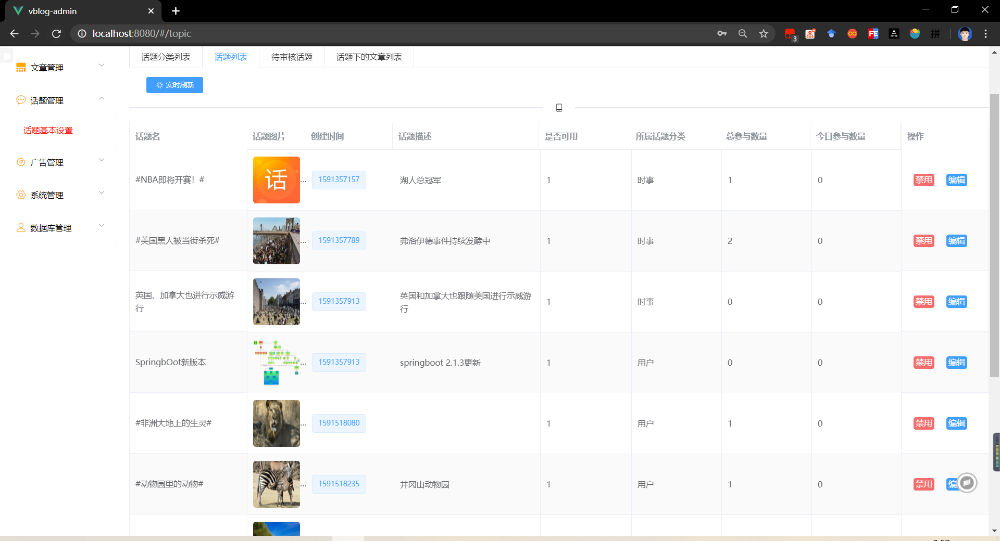 vblog-admin
localhost:8080/#/topic
3
FE
ASTAR
拼
文章管理
话题管理
话题基本设置
广告管理
系统管理
数据库管理
话题分类列表 话题列表 待审核话题 话题下的文章列表
实时刷新
话题名 话题图片 创建时间 话题描述 是否可用 所属话题分类 总参与数量 今日参与数量 操作
#NBA即将开赛！# 话 ... 1591357157 湖人总冠军 1 时事 1 0 禁用 编辑
#美国黑人被当街杀死# ... 1591357789 弗洛伊德事件持续发酵中 1 时事 2 0 禁用 编辑
英国、加拿大也进行示威游
行
... 1591357913
英国和加拿大也跟随美国进行示威游
行
1 时事 0 0 禁用 编辑
SpringbOot新版本 ... 1591357913 springboot 2.1.3更新 1 用户 0 0 禁用 编辑
#非洲大地上的生灵# ... 1591518080 1 用户 1 0 禁用 编辑
#动物园里的动物# ... 1591518235 井冈山动物园 1 用户 1 0 禁用 编